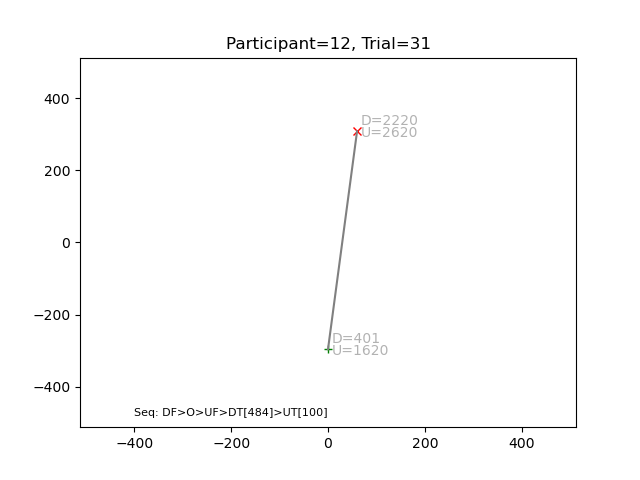 Participant=12, Trial=31
400
200
0
−200
−400
D=2220
U=2620
D=401
U=1620
Seq: DF>O>UF>DT[484]>UT[100]
−400 −200 0 200 400